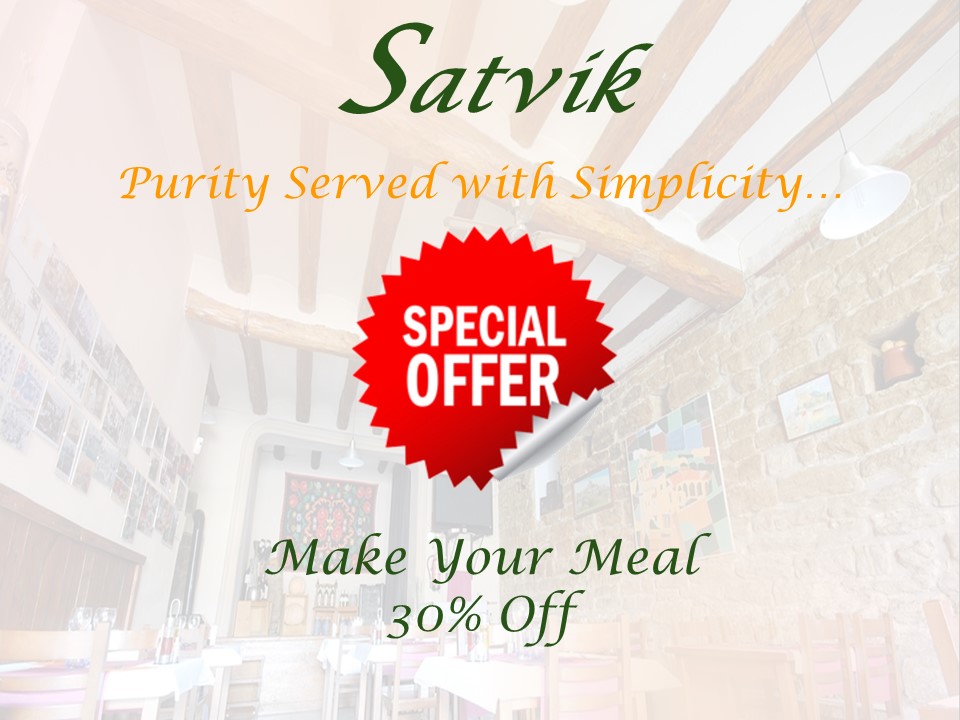 Satvik
Purity Served with Simplicity...
SPECIAL
OFFER
Make Your Meal
30% Off